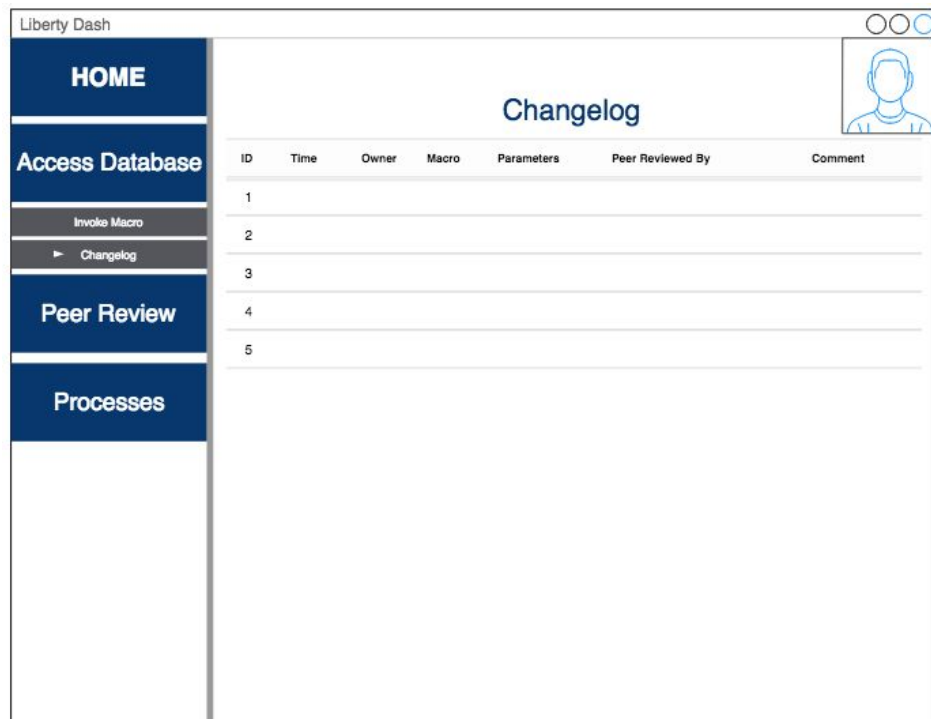 Liberty Dash
HOME
Access Database
Invoke Macro
Changelog
Peer Review
Processes
Changelog
ID Time Owner Macro Parameters Peer Reviewed By Comment
1
2
3
4
5